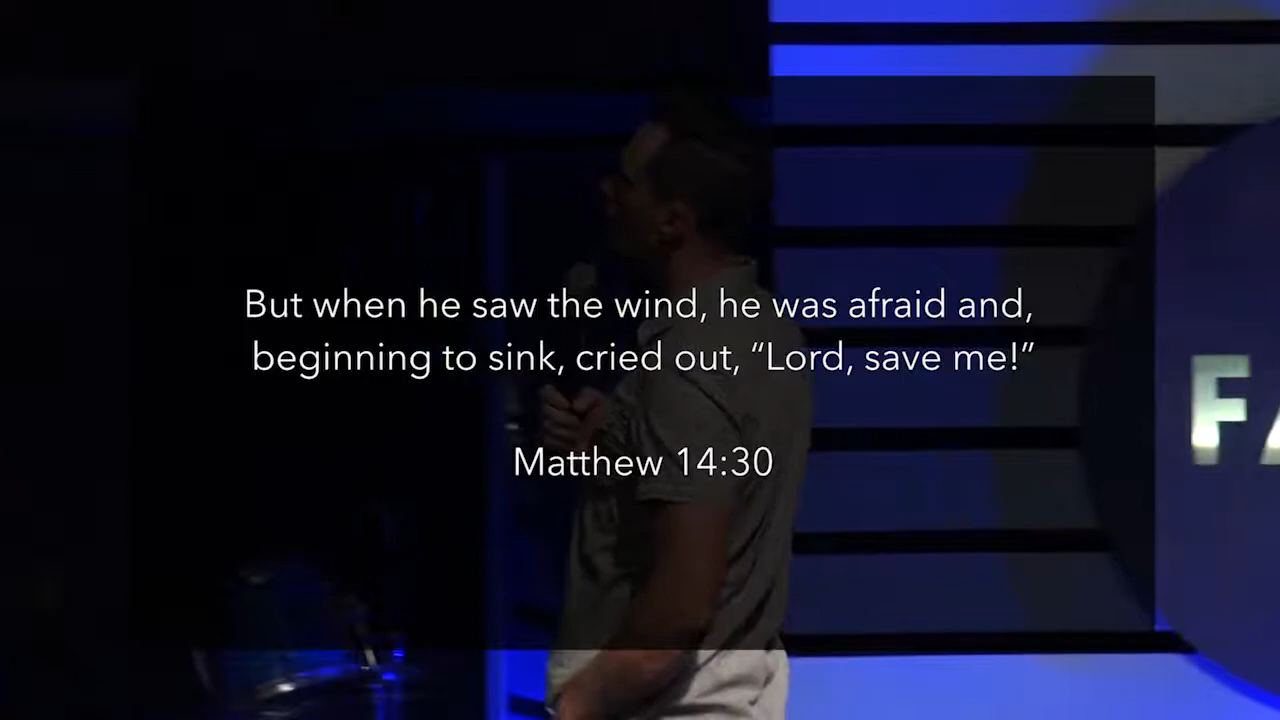 But when he saw the wind, he was afraid and,
beginning to sink, cried out, “Lord, save me!”
Matthew 14:30
FA